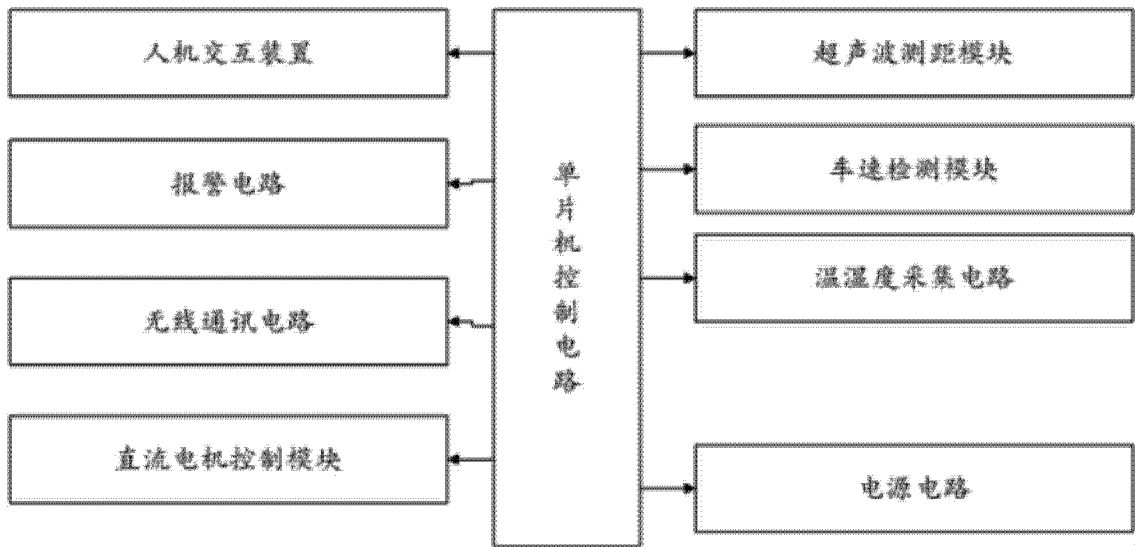 人机交互装置
报警电路
无线通讯电路
直流电机控制模块
单片机控制电路
超声波测距模块
车速检测模块
温湿度采集电路
电源电路